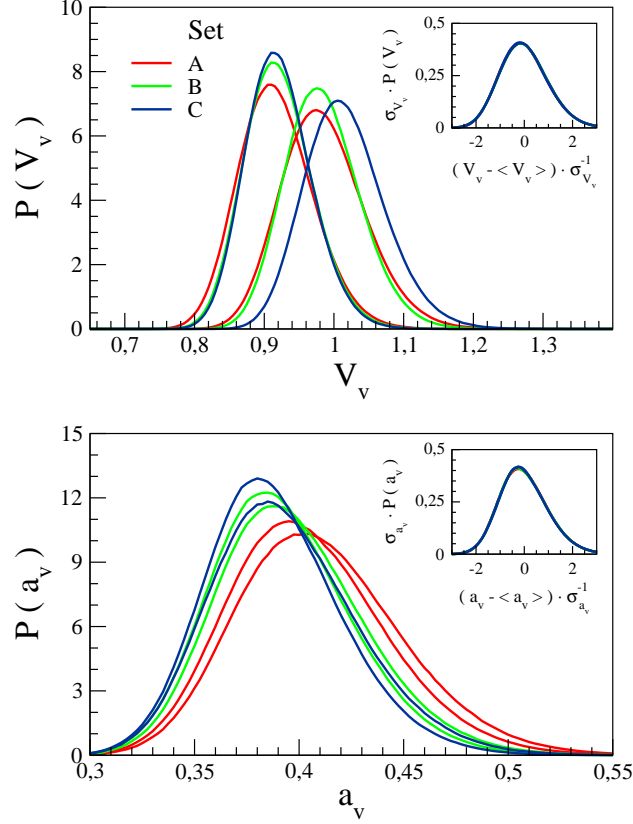 Set
A
B
C
10
8
6
4
2
0
P ( V_v )
0,7 0,8 0,9 1 1,1 1,2 1,3
V_v
0,5
0,25
0
σ_{V_v} · P ( V_v )
-2 0 2
( V_v - < V_v > ) · σ_{V_v}^{-1}
15
12
9
6
3
0
P ( a_v )
0,3 0,35 0,4 0,45 0,5 0,55
a_v
0,5
0,25
0
σ_{a_v} · P ( a_v )
-2 0 2
( a_v - < a_v > ) · σ_{a_v}^{-1}